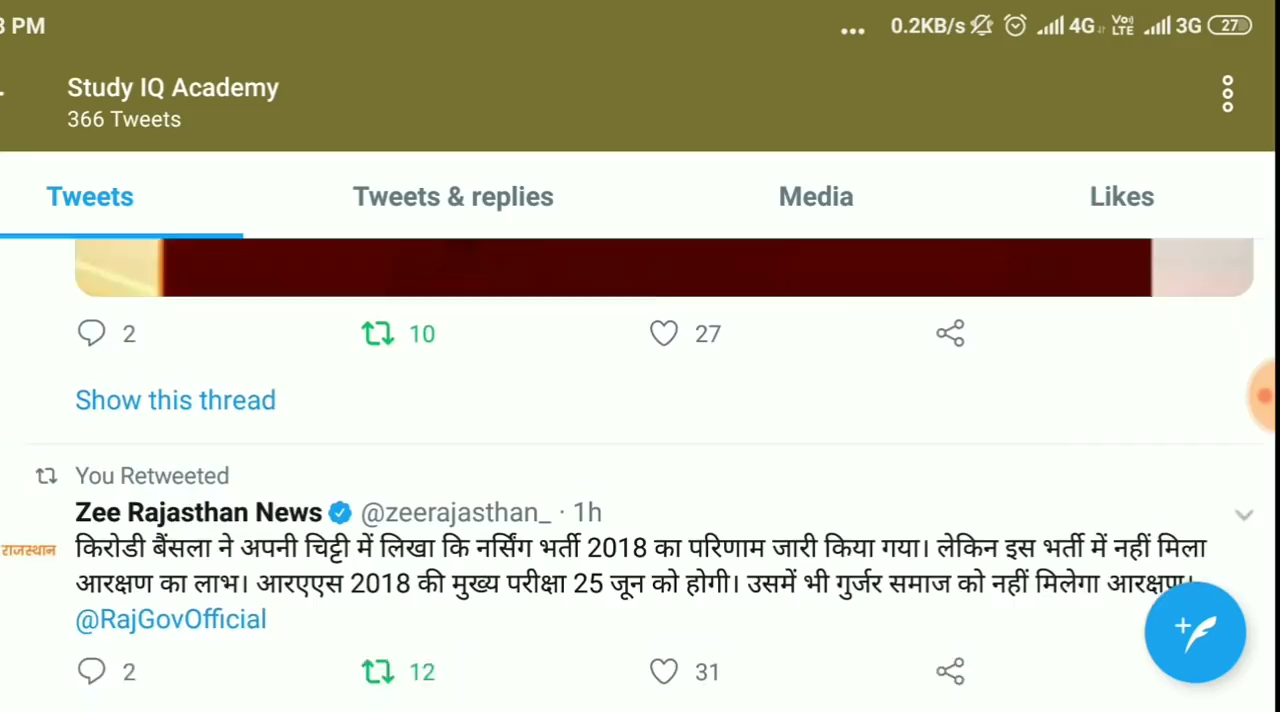 3 PM ... 0.2KB/s 4G VoLTE 3G 27
Study IQ Academy
366 Tweets
Tweets Tweets & replies Media Likes
2 10 27
Show this thread
You Retweeted
Zee Rajasthan News @zeerajasthan_ · 1h
राजस्थान
किरोडी बैंसला ने अपनी चिट्टी में लिखा कि नर्सिंग भर्ती 2018 का परिणाम जारी किया गया। लेकिन इस भर्ती में नहीं मिला
आरक्षण का लाभ। आरएएस 2018 की मुख्य परीक्षा 25 जून को होगी। उसमें भी गुर्जर समाज को नहीं मिलेगा आरक्षण।
@RajGovOfficial
2 12 31